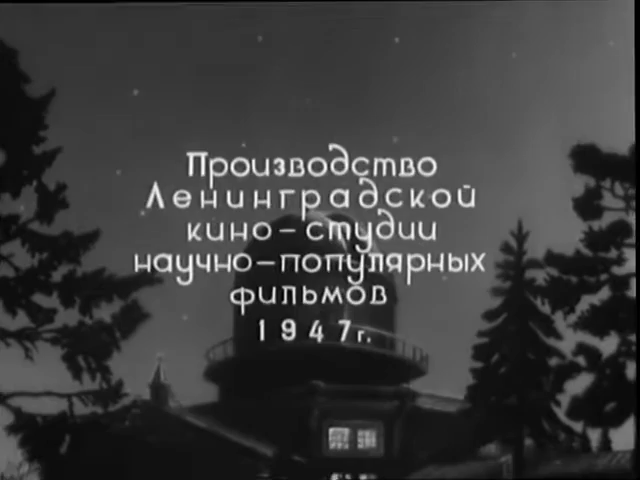 Производство
Ленинградской
кино-студии
научно-популярных
фильмов
1947г.